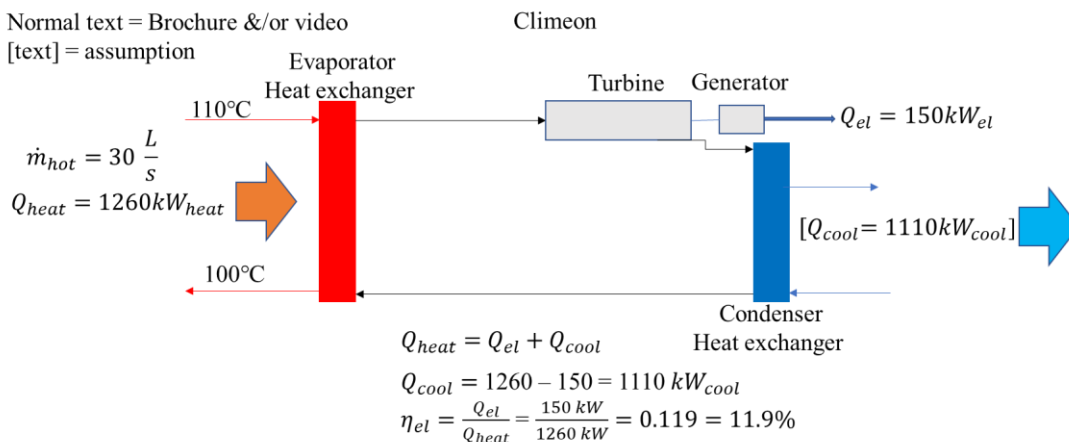 Normal text = Brochure &/or video
Climeon
[text] = assumption
Evaporator
Heat exchanger
Turbine
Generator
110°C
Q_el = 150kW_el
ṁ_hot = 30 L/s
Q_heat = 1260kW_heat
[Q_cool = 1110kW_cool]
100°C
Condenser
Heat exchanger
Q_heat = Q_el + Q_cool
Q_cool = 1260 – 150 = 1110 kW_cool
η_el = Q_el/Q_heat = 150 kW/1260 kW = 0.119 = 11.9%